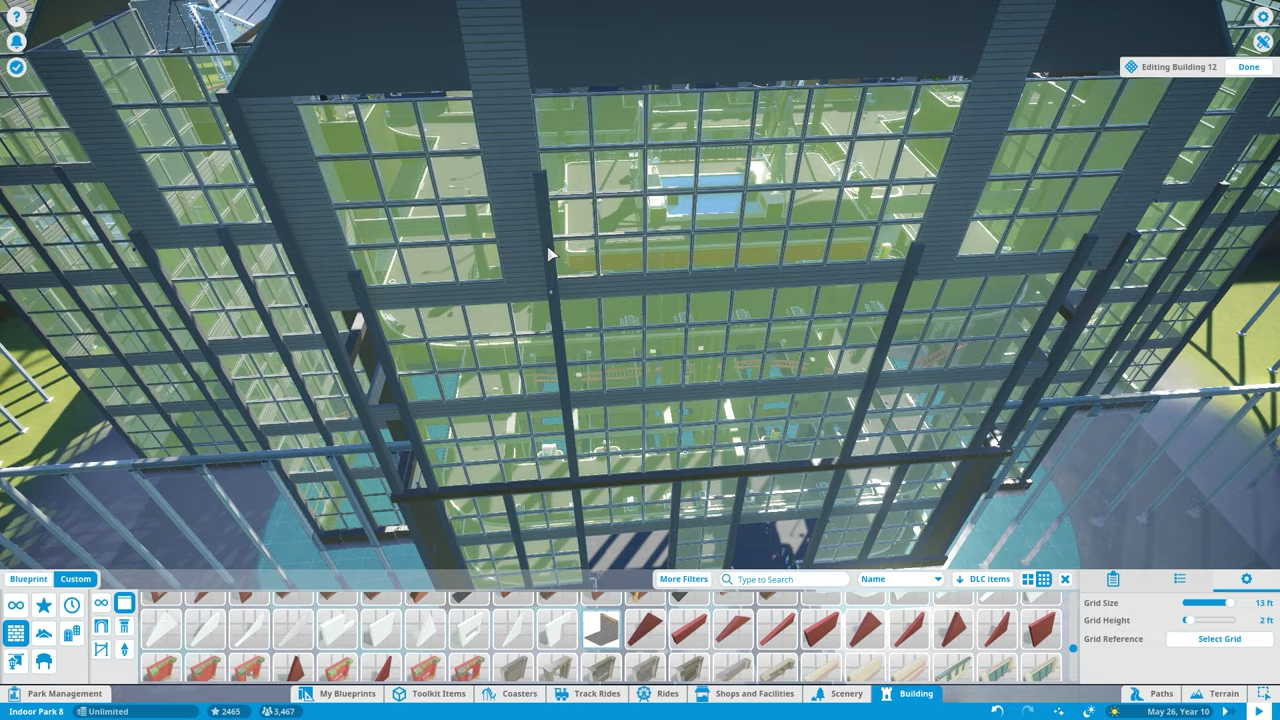 Editing Building 12
Done
Blueprint
Custom
More Filters
Type to Search
Name
DLC items
Grid Size
13 ft
Grid Height
2 ft
Grid Reference
Select Grid
Park Management
My Blueprints
Toolkit Items
Coasters
Track Rides
Rides
Shops and Facilities
Scenery
Building
Paths
Terrain
Indoor Park 8
Unlimited
2465
3,467
May 26, Year 10